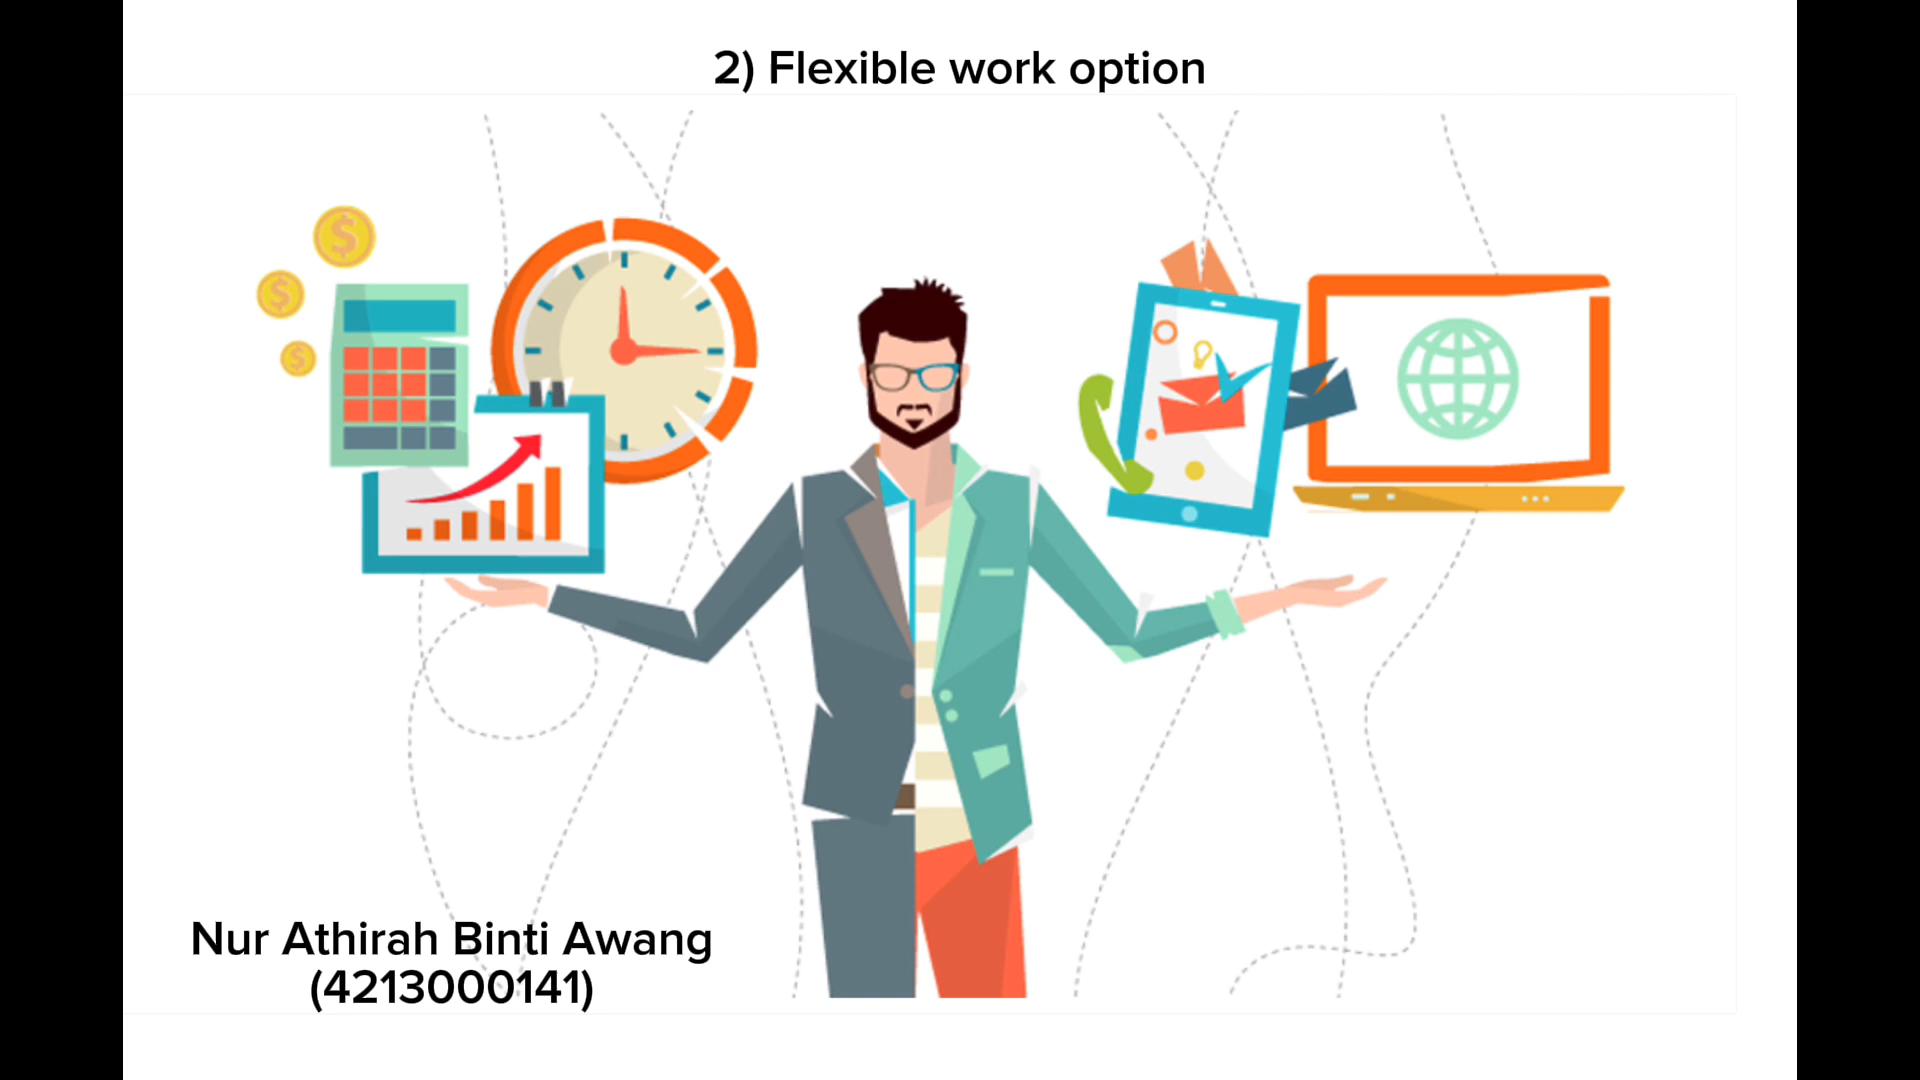 2) Flexible work option
$
$
$
Nur Athirah Binti Awang
(4213000141)